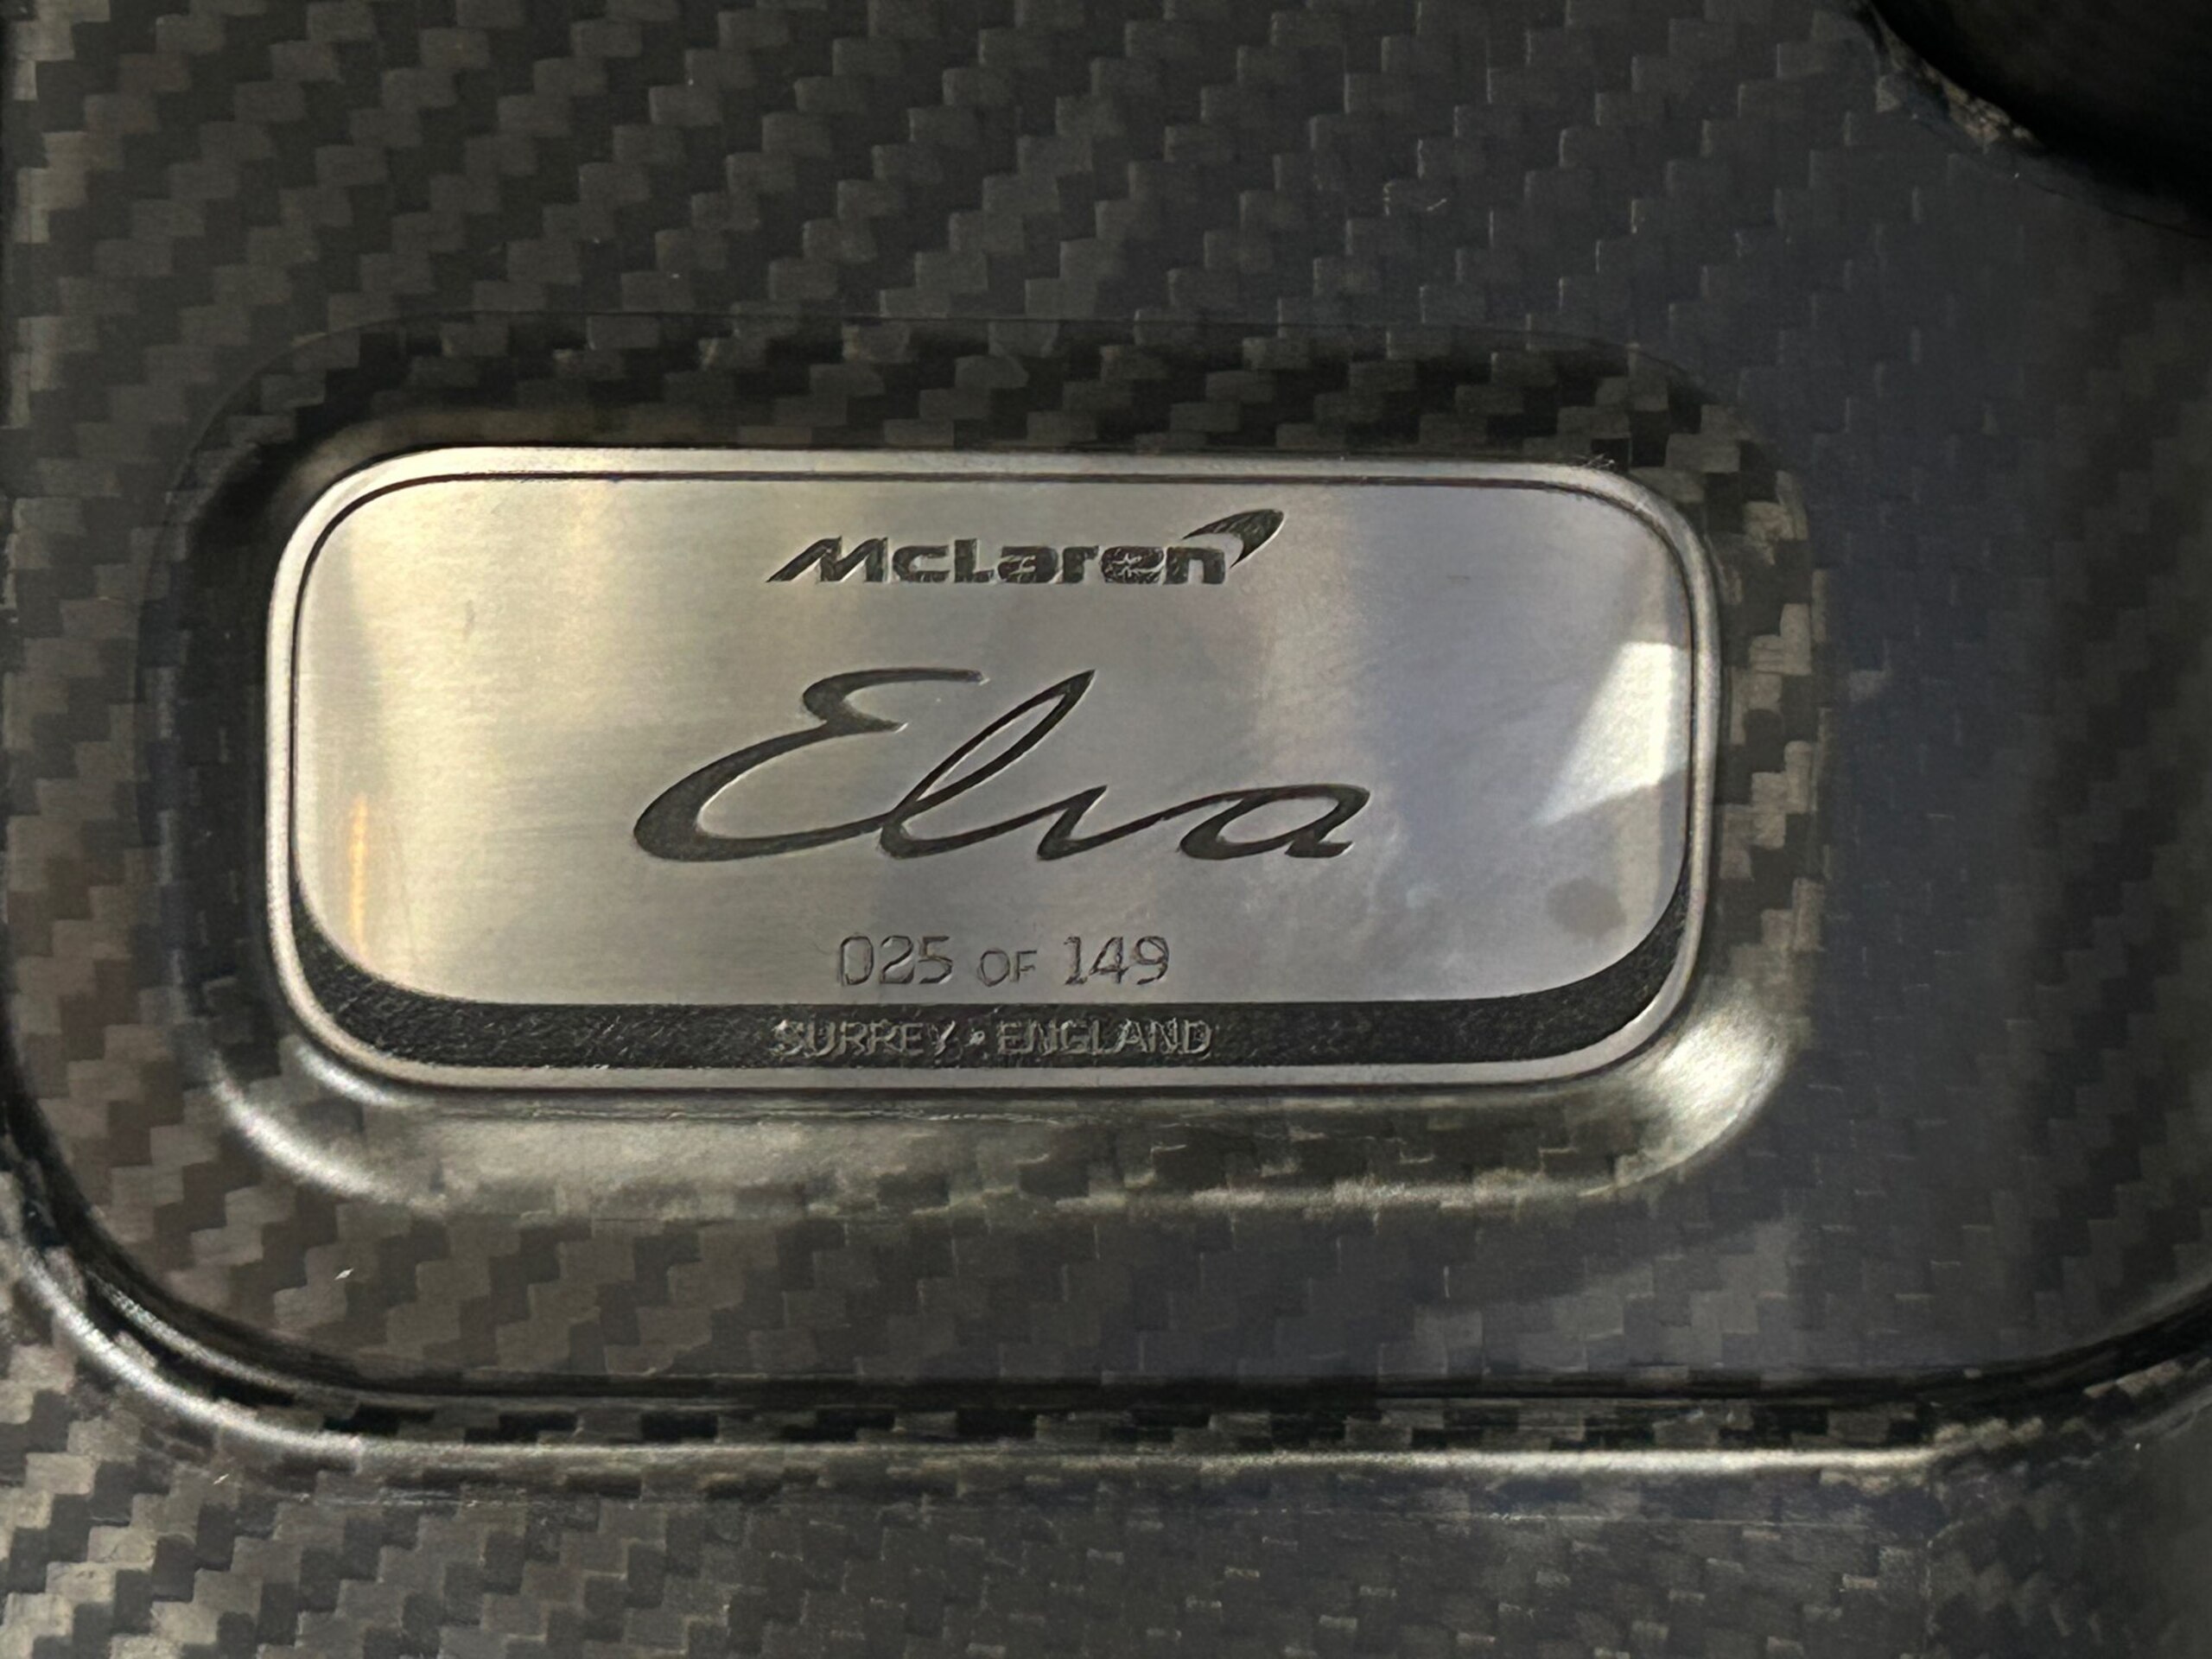 McLaren
Elva
025 OF 149
SURREY • ENGLAND